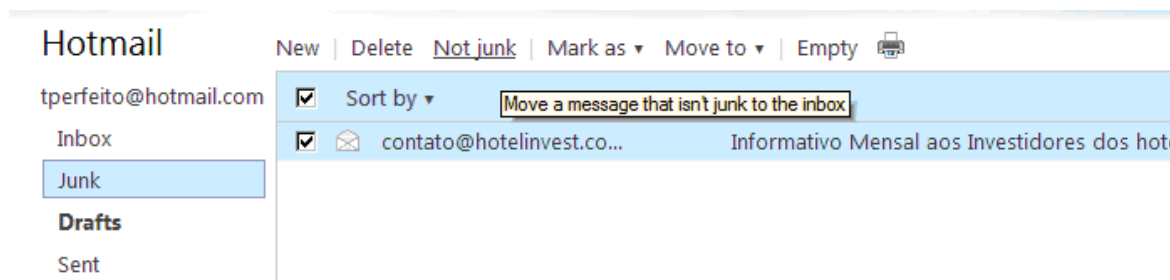 Hotmail
New | Delete Not junk | Mark as ▾ Move to ▾ | Empty
tperfeito@hotmail.com
Sort by ▾
Move a message that isn't junk to the inbox
Inbox
contato@hotelinvest.co... Informativo Mensal aos Investidores dos hot
Junk
Drafts
Sent